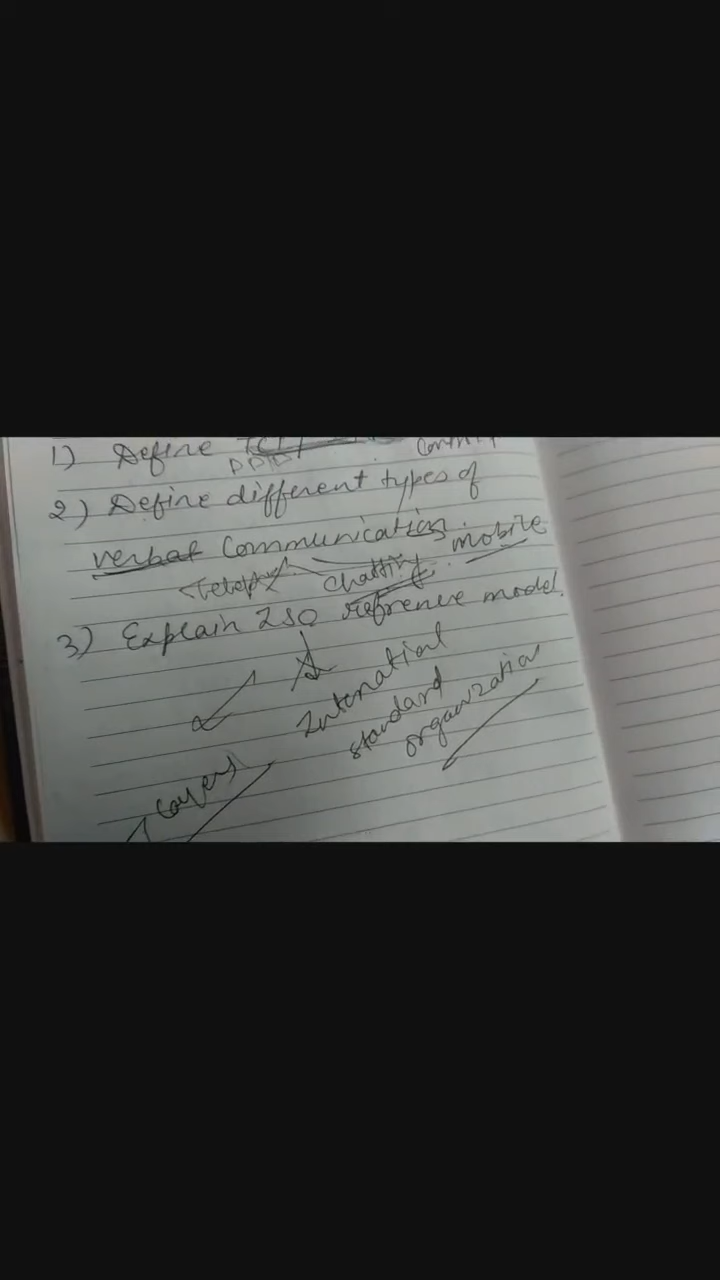 1) Define
2) Define different types of
verbal Communication.
chatting. mobile
3) Explain ISO reference model.
International
standard
organization
7 layers